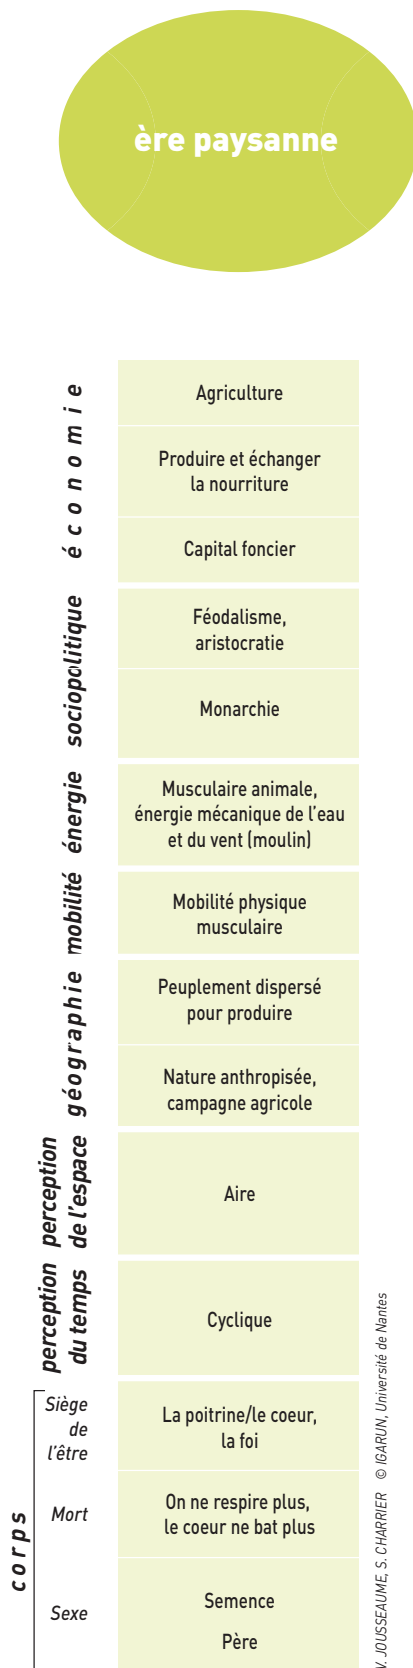 ère paysanne
économie
Agriculture
Produire et échanger
la nourriture
Capital foncier
sociopolitique
Féodalisme,
aristocratie
Monarchie
énergie
Musculaire animale,
énergie mécanique de l'eau
et du vent (moulin)
mobilité
Mobilité physique
musculaire
géographie
Peuplement dispersé
pour produire
Nature anthropisée,
campagne agricole
perception
de l'espace
Aire
perception
du temps
Cyclique
corps
Siège
de
l'être
La poitrine/le coeur,
la foi
Mort
On ne respire plus,
le coeur ne bat plus
Sexe
Semence
Père
V. JOUSSEAUME, S. CHARRIER © IGARUN, Université de Nantes